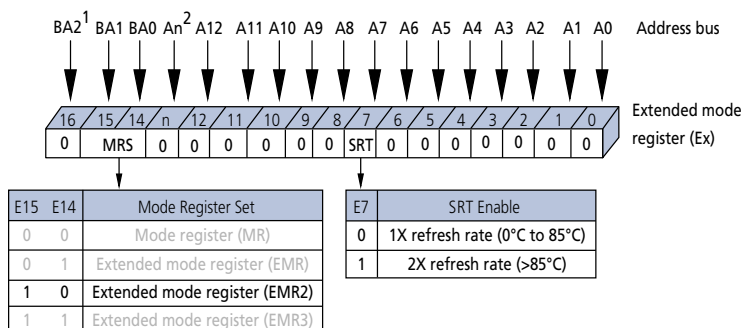 BA2¹ BA1 BA0 An² A12 A11 A10 A9 A8 A7 A6 A5 A4 A3 A2 A1 A0 Address bus
16 15 14 n 12 11 10 9 8 7 6 5 4 3 2 1 0
Extended mode
register (Ex)
0 MRS 0 0 0 0 0 0 SRT 0 0 0 0 0 0 0
E15 E14 Mode Register Set
0 0 Mode register (MR)
0 1 Extended mode register (EMR)
1 0 Extended mode register (EMR2)
1 1 Extended mode register (EMR3)
E7 SRT Enable
0 1X refresh rate (0°C to 85°C)
1 2X refresh rate (>85°C)